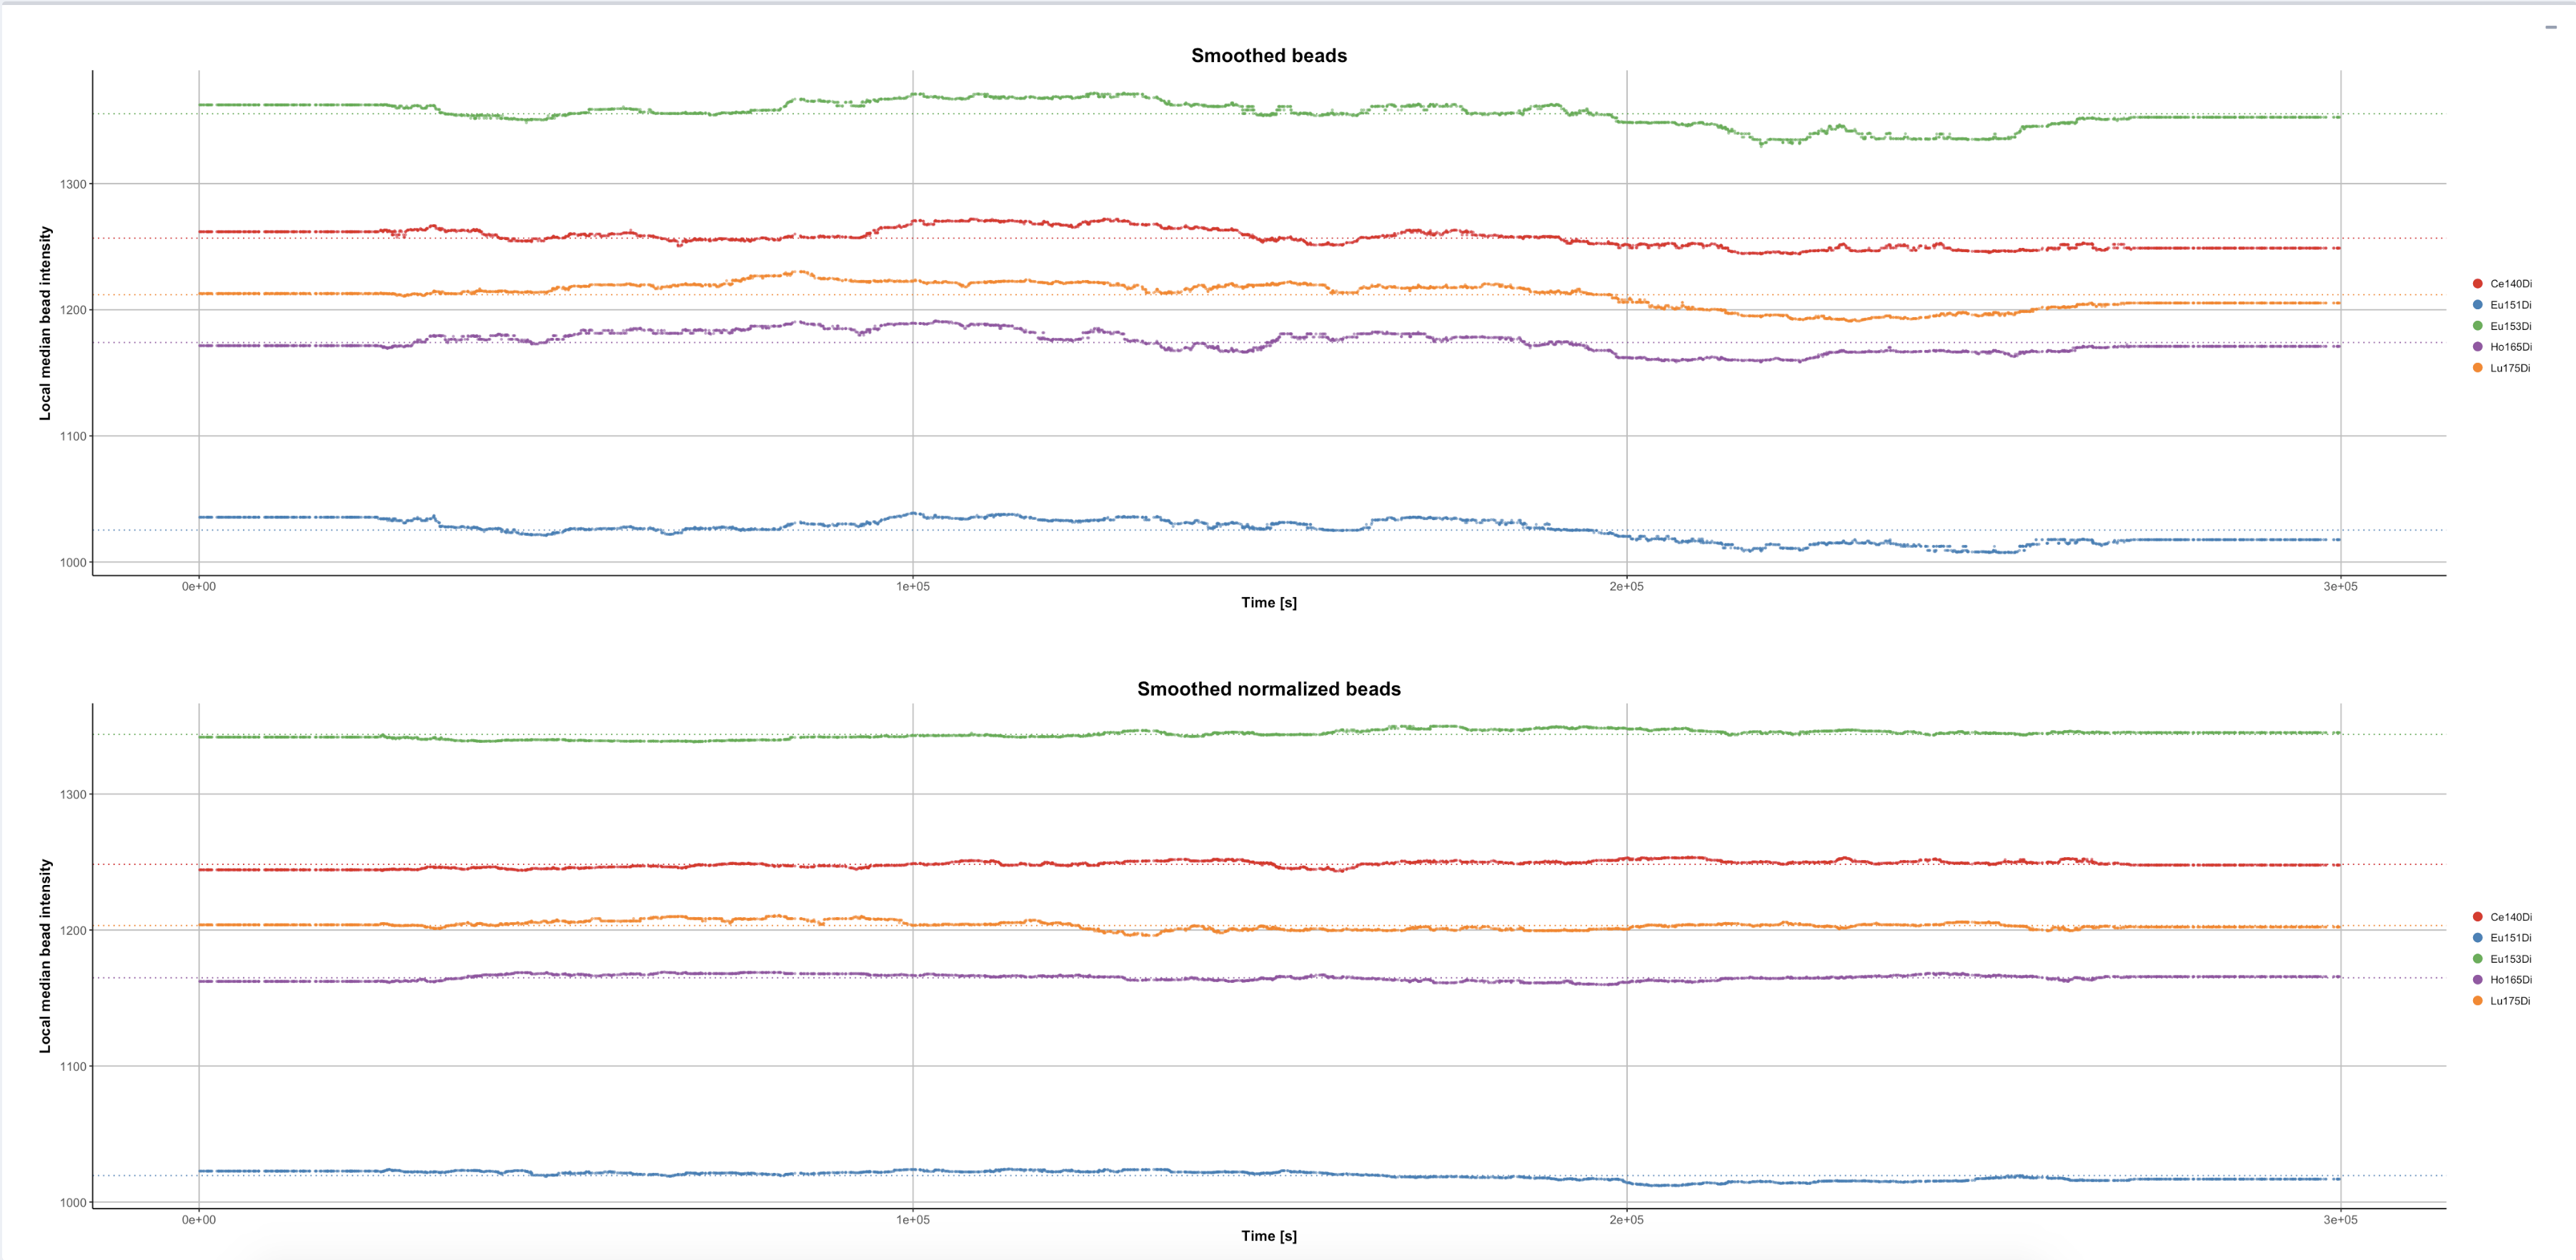 Smoothed beads
Local median bead intensity
1300
1200
1100
1000
0e+00
1e+05
2e+05
3e+05
Time [s]
Ce140Di
Eu151Di
Eu153Di
Ho165Di
Lu175Di
Smoothed normalized beads
Local median bead intensity
1300
1200
1100
1000
0e+00
1e+05
2e+05
3e+05
Time [s]
Ce140Di
Eu151Di
Eu153Di
Ho165Di
Lu175Di